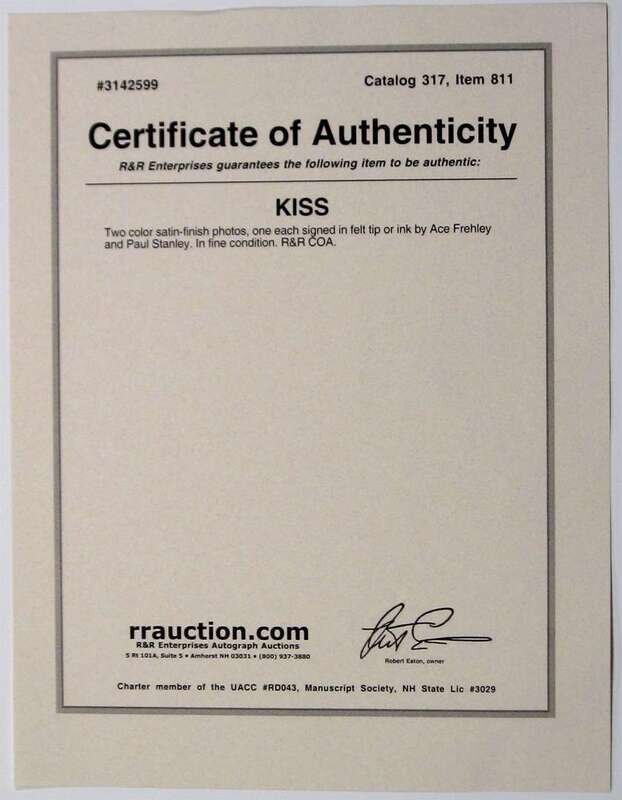 #3142599
Catalog 317, Item 811
Certificate of Authenticity
R&R Enterprises guarantees the following item to be authentic:
KISS
Two color satin-finish photos, one each signed in felt tip or ink by Ace Frehley
and Paul Stanley. In fine condition. R&R COA.
rrauction.com
R&R Enterprises Autograph Auctions
5 Rt 101A, Suite 5 • Amherst NH 03031 • (800) 937-3880
Robert Eaton, owner
Charter member of the UACC #RD043, Manuscript Society, NH State Lic #3029